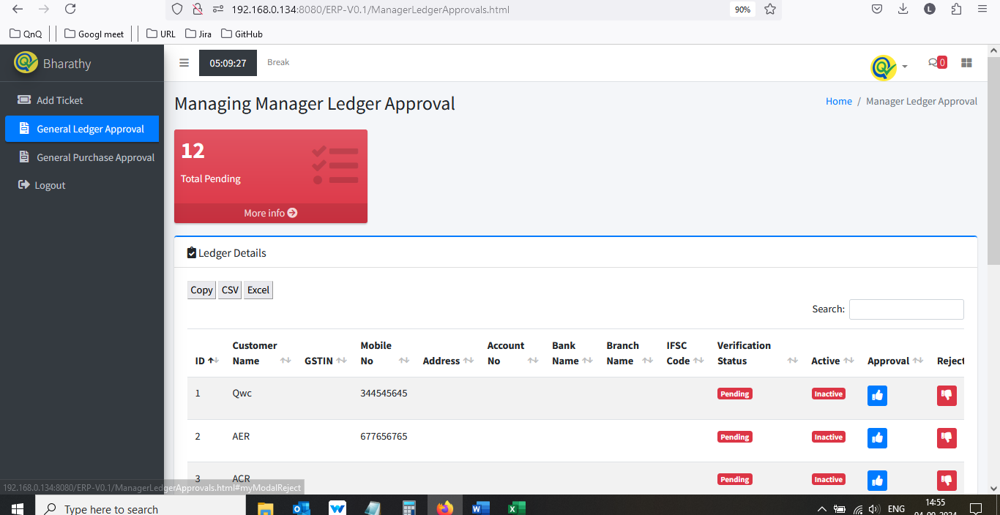 192.168.0.134:8080/ERP-V0.1/ManagerLedgerApprovals.html 90% L
QnQ Googl meet URL Jira GitHub
Bharathy 05:09:27 Break 0
Add Ticket
General Ledger Approval
General Purchase Approval
Logout
Managing Manager Ledger Approval
Home / Manager Ledger Approval
12
Total Pending
More info
Ledger Details
Copy CSV Excel
Search:
ID Customer Name GSTIN Mobile No Address Account No Bank Name Branch Name IFSC Code Verification Status Active Approval Reject
1 Qwc 344545645 Pending Inactive
2 AER 677656765 Pending Inactive
3 ACR Pending Inactive
192.168.0.134:8080/ERP-V0.1/ManagerLedgerApprovals.html#myModalReject
Type here to search
ENG
14:55
04-09-2024